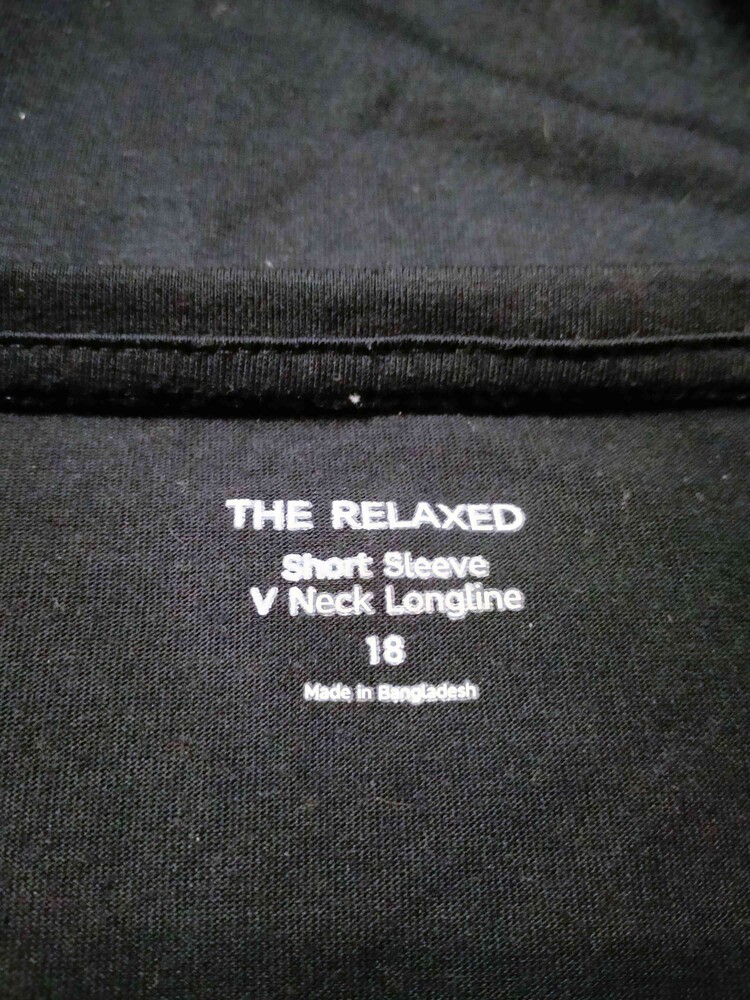 THE RELAXED
Short Sleeve
V Neck Longline
18
Made in Bangladesh